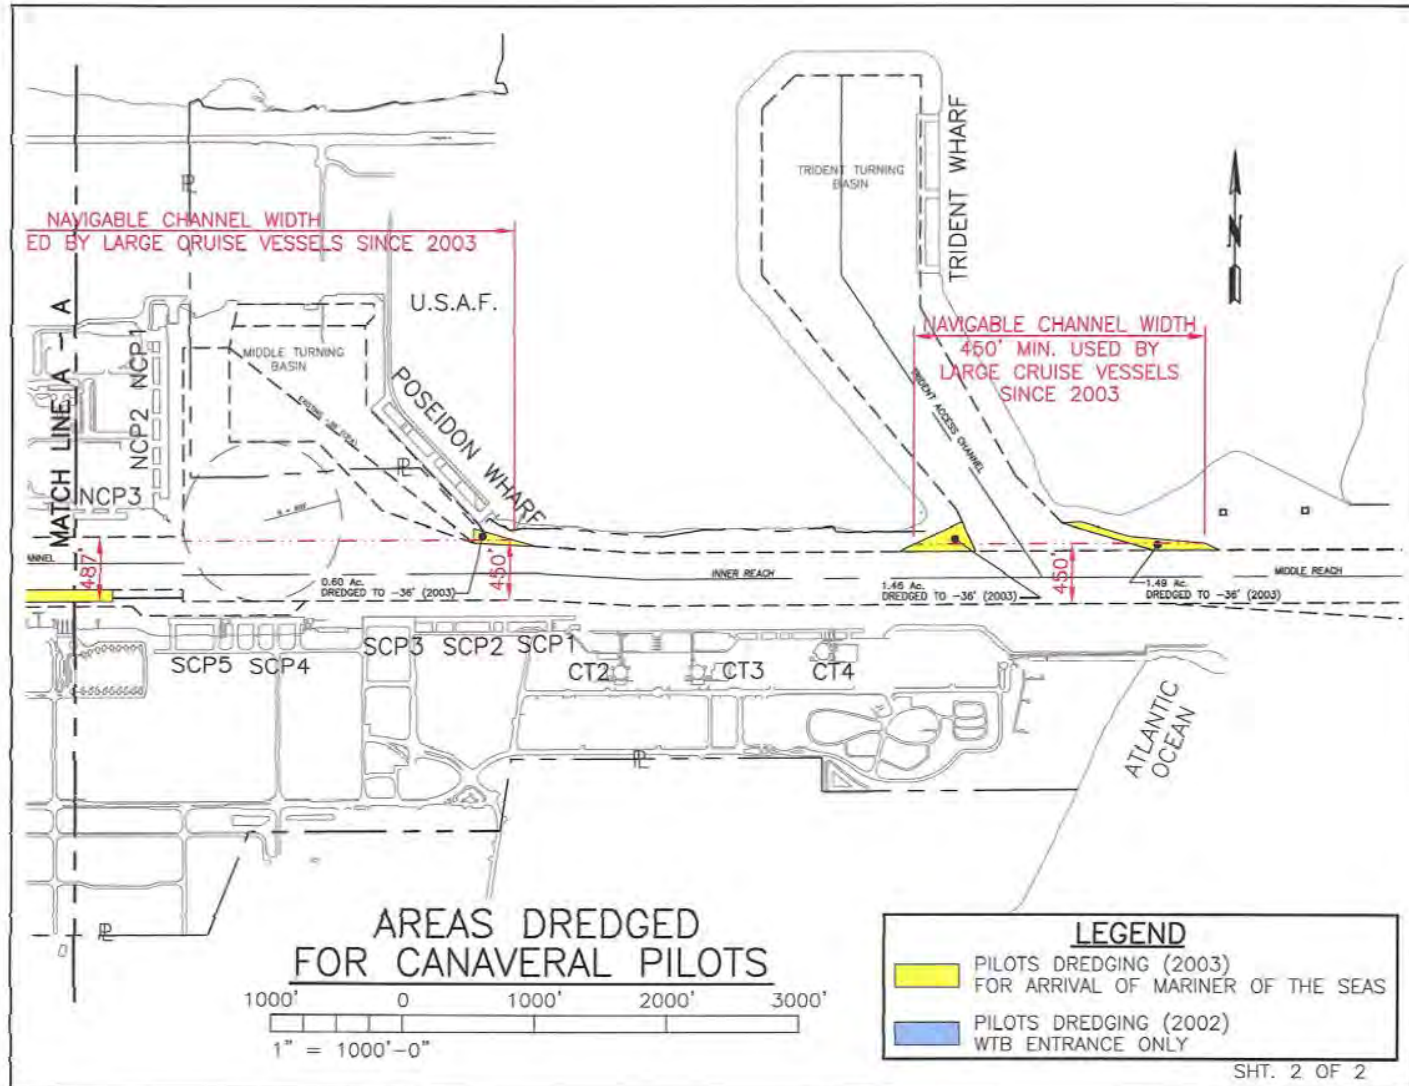 NAVIGABLE CHANNEL WIDTH
ED BY LARGE CRUISE VESSELS SINCE 2003
MATCH LINE A - A
NCP1
NCP2
NCP3
MIDDLE TURNING
BASIN
U.S.A.F.
POSEIDON WHARF
TRIDENT TURNING
BASIN
TRIDENT WHARF
N
NAVIGABLE CHANNEL WIDTH
450' MIN. USED BY
LARGE CRUISE VESSELS
SINCE 2003
TRIDENT ACCESS CHANNEL
ANNEL
487'
450'
450'
0.60 Ac.
DREDGED TO -36' (2003)
INNER REACH
1.46 Ac.
DREDGED TO -36' (2003)
1.49 Ac.
DREDGED TO -36' (2003)
MIDDLE REACH
SCP5
SCP4
SCP3
SCP2
SCP1
CT2
CT3
CT4
ATLANTIC
OCEAN
AREAS DREDGED
FOR CANAVERAL PILOTS
1000' 0 1000' 2000' 3000'
1" = 1000'-0"
LEGEND
PILOTS DREDGING (2003)
FOR ARRIVAL OF MARINER OF THE SEAS
PILOTS DREDGING (2002)
WTB ENTRANCE ONLY
SHT. 2 OF 2